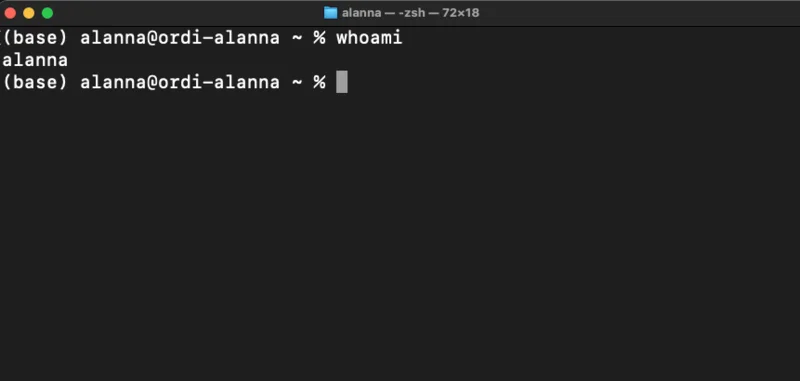 alanna — -zsh — 72×18
(base) alanna@ordi-alanna ~ % whoami
alanna
(base) alanna@ordi-alanna ~ %